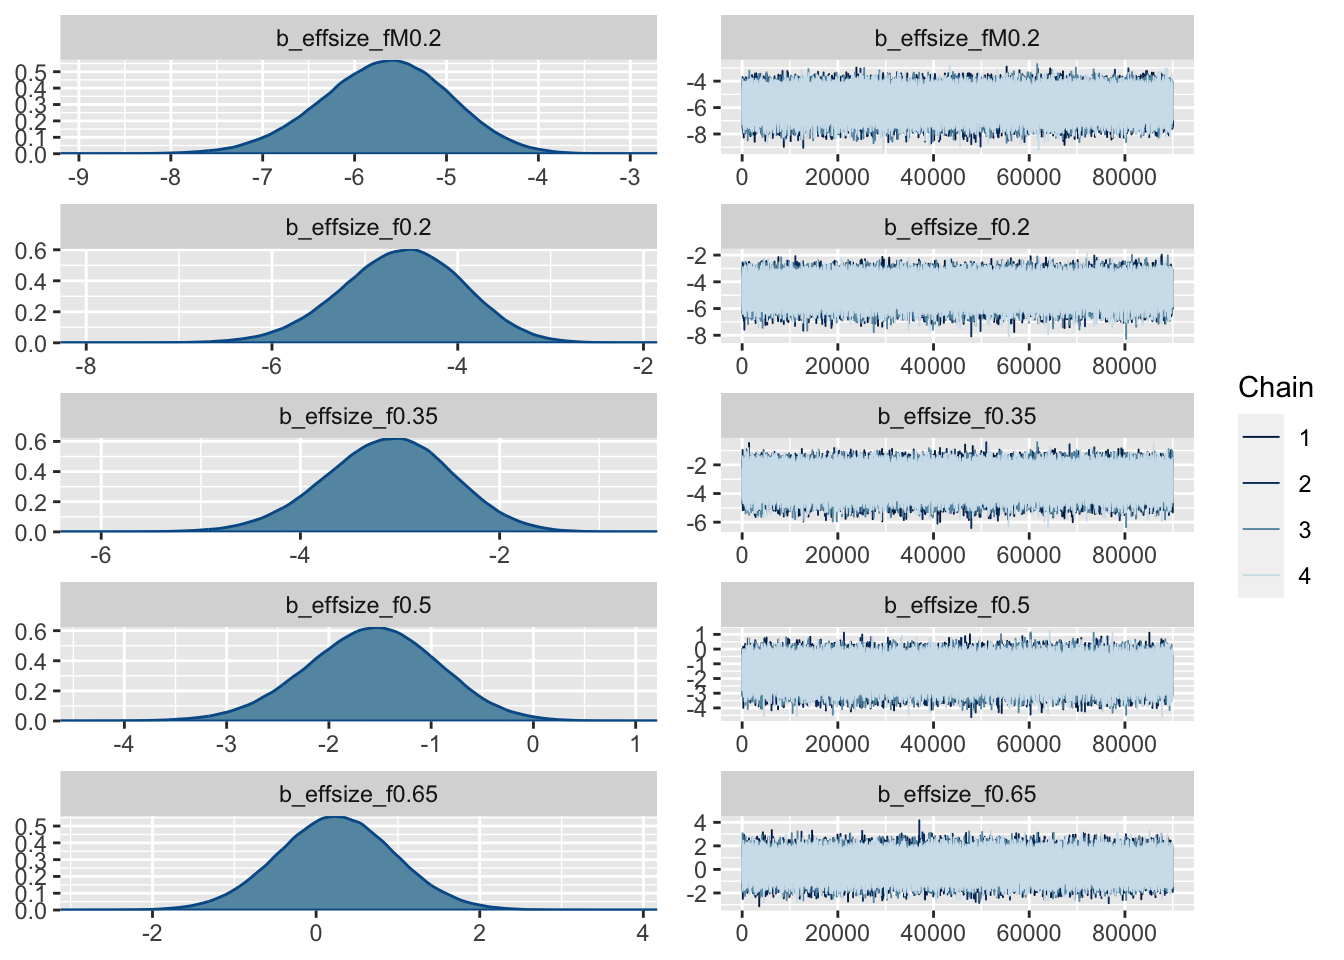 b_effsize_fM0.2
0.5
0.4
0.3
0.2
0.1
0.0
-9 -8 -7 -6 -5 -4 -3
b_effsize_fM0.2
-4
-6
-8
0 20000 40000 60000 80000
b_effsize_f0.2
0.6
0.4
0.2
0.0
-8 -6 -4 -2
b_effsize_f0.2
-2
-4
-6
-8
0 20000 40000 60000 80000
b_effsize_f0.35
0.6
0.4
0.2
0.0
-6 -4 -2
b_effsize_f0.35
-2
-4
-6
0 20000 40000 60000 80000
b_effsize_f0.5
0.6
0.4
0.2
0.0
-4 -3 -2 -1 0 1
b_effsize_f0.5
1
0
-1
-2
-3
-4
0 20000 40000 60000 80000
b_effsize_f0.65
0.5
0.4
0.3
0.2
0.1
0.0
-2 0 2 4
b_effsize_f0.65
4
2
0
-2
0 20000 40000 60000 80000
Chain
1
2
3
4